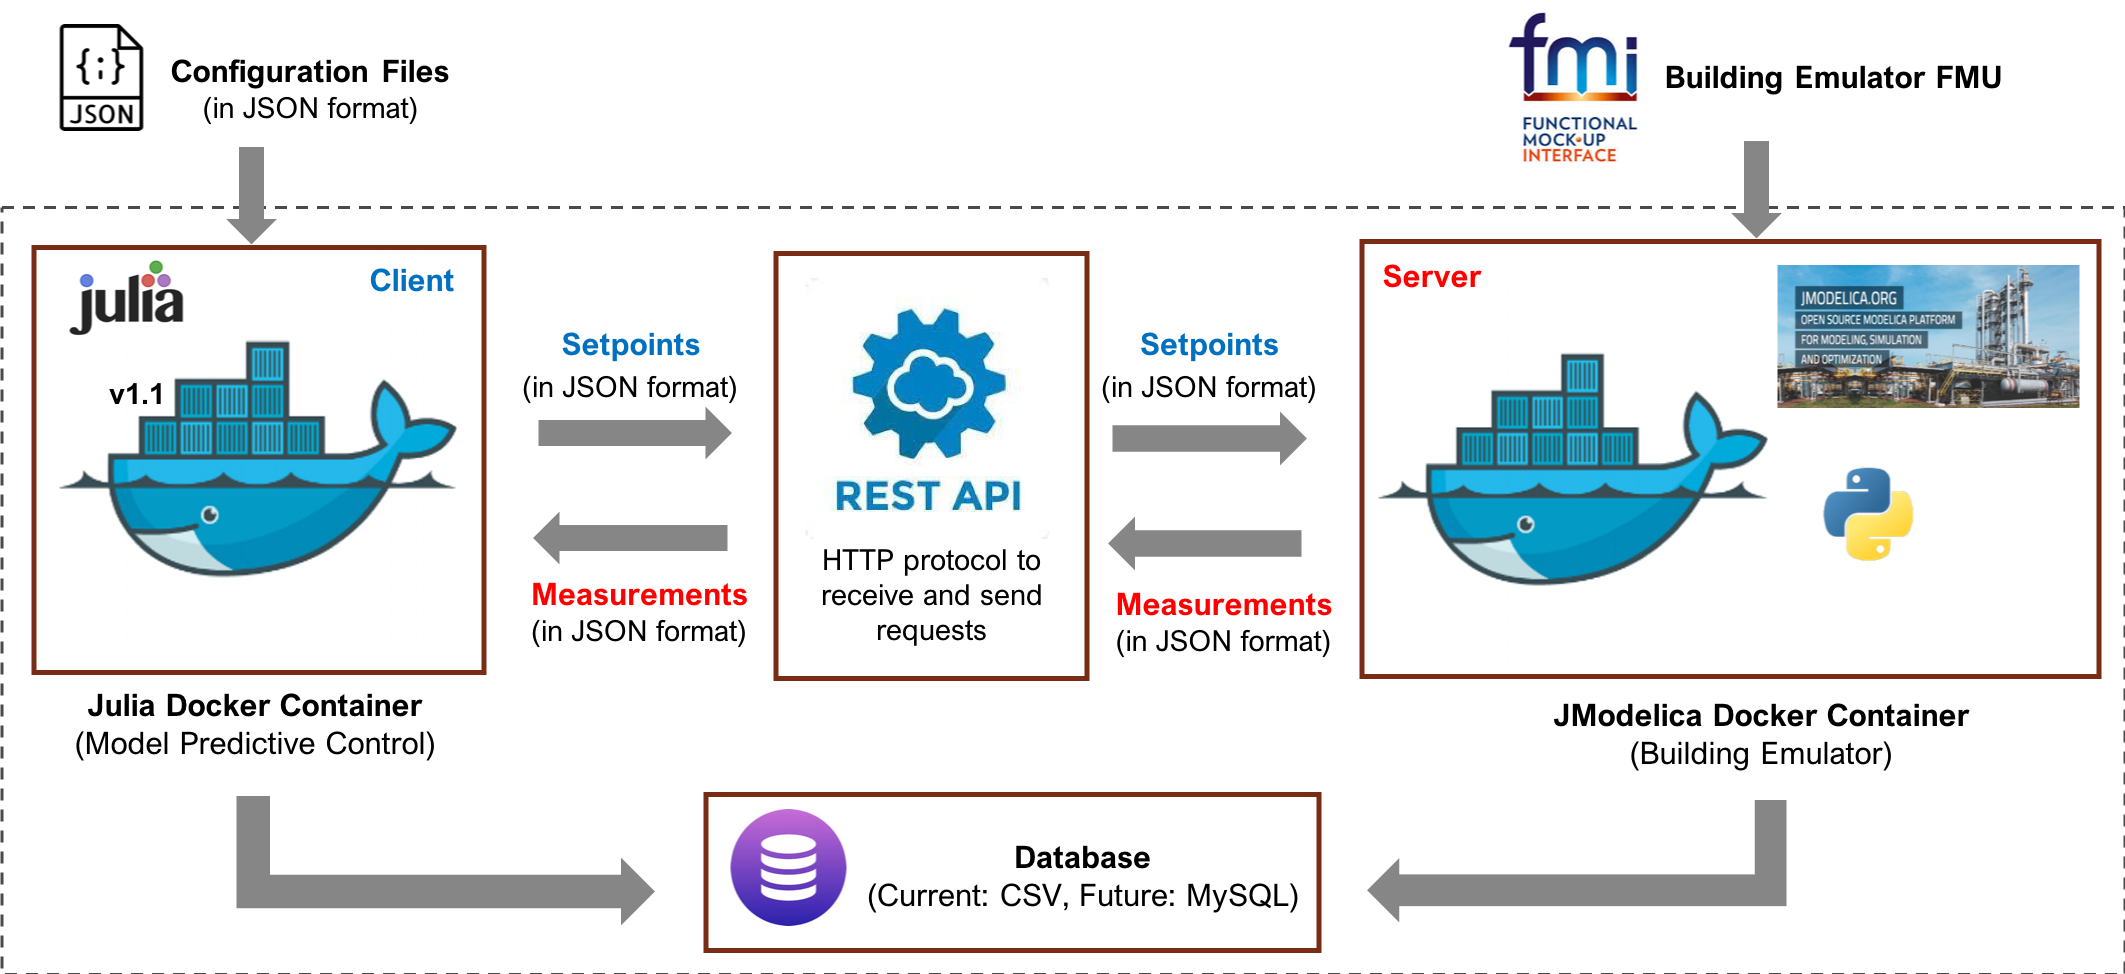 {;}
JSON
Configuration Files
(in JSON format)
fmi
FUNCTIONAL
MOCK-UP
INTERFACE
Building Emulator FMU
julia
Client
v1.1
Setpoints
(in JSON format)
Measurements
(in JSON format)
REST API
HTTP protocol to
receive and send
requests
Setpoints
(in JSON format)
Measurements
(in JSON format)
Server
JMODELICA.ORG
OPEN SOURCE MODELICA PLATFORM
FOR MODELING, SIMULATION
AND OPTIMIZATION
Julia Docker Container
(Model Predictive Control)
JModelica Docker Container
(Building Emulator)
Database
(Current: CSV, Future: MySQL)